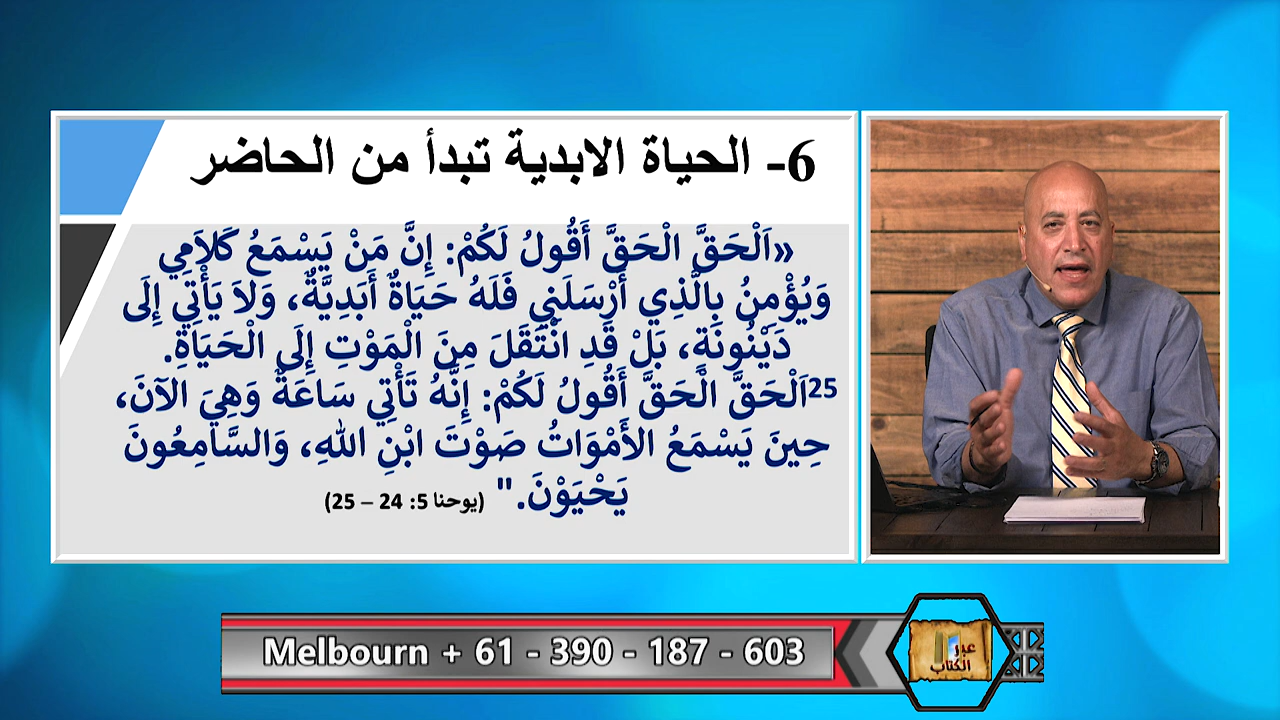 6- الحياة الابدية تبدأ من الحاضر
«اَلْحَقَّ الْحَقَّ أَقُولُ لَكُمْ: إِنَّ مَنْ يَسْمَعُ كَلاَمِي
وَيُؤْمِنُ بِالَّذِي أَرْسَلَنِي فَلَهُ حَيَاةٌ أَبَدِيَّةٌ، وَلاَ يَأْتِي إِلَى
دَيْنُونَةٍ، بَلْ قَدِ انْتَقَلَ مِنَ الْمَوْتِ إِلَى الْحَيَاةِ.
25اَلْحَقَّ الْحَقَّ أَقُولُ لَكُمْ: إِنَّهُ تَأْتِي سَاعَةٌ وَهِيَ الآنَ،
حِينَ يَسْمَعُ الأَمْوَاتُ صَوْتَ ابْنِ اللهِ، وَالسَّامِعُونَ
يَحْيَوْنَ." (يوحنا 5: 24 – 25)
Melbourn + 61 - 390 - 187 - 603
عبر
الكتاب